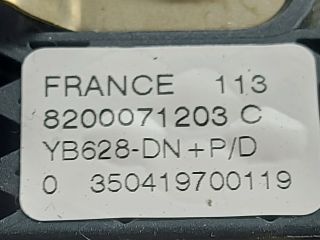 FRANCE 113
8200071203 C
YB628-DN+P/D
0 350419700119